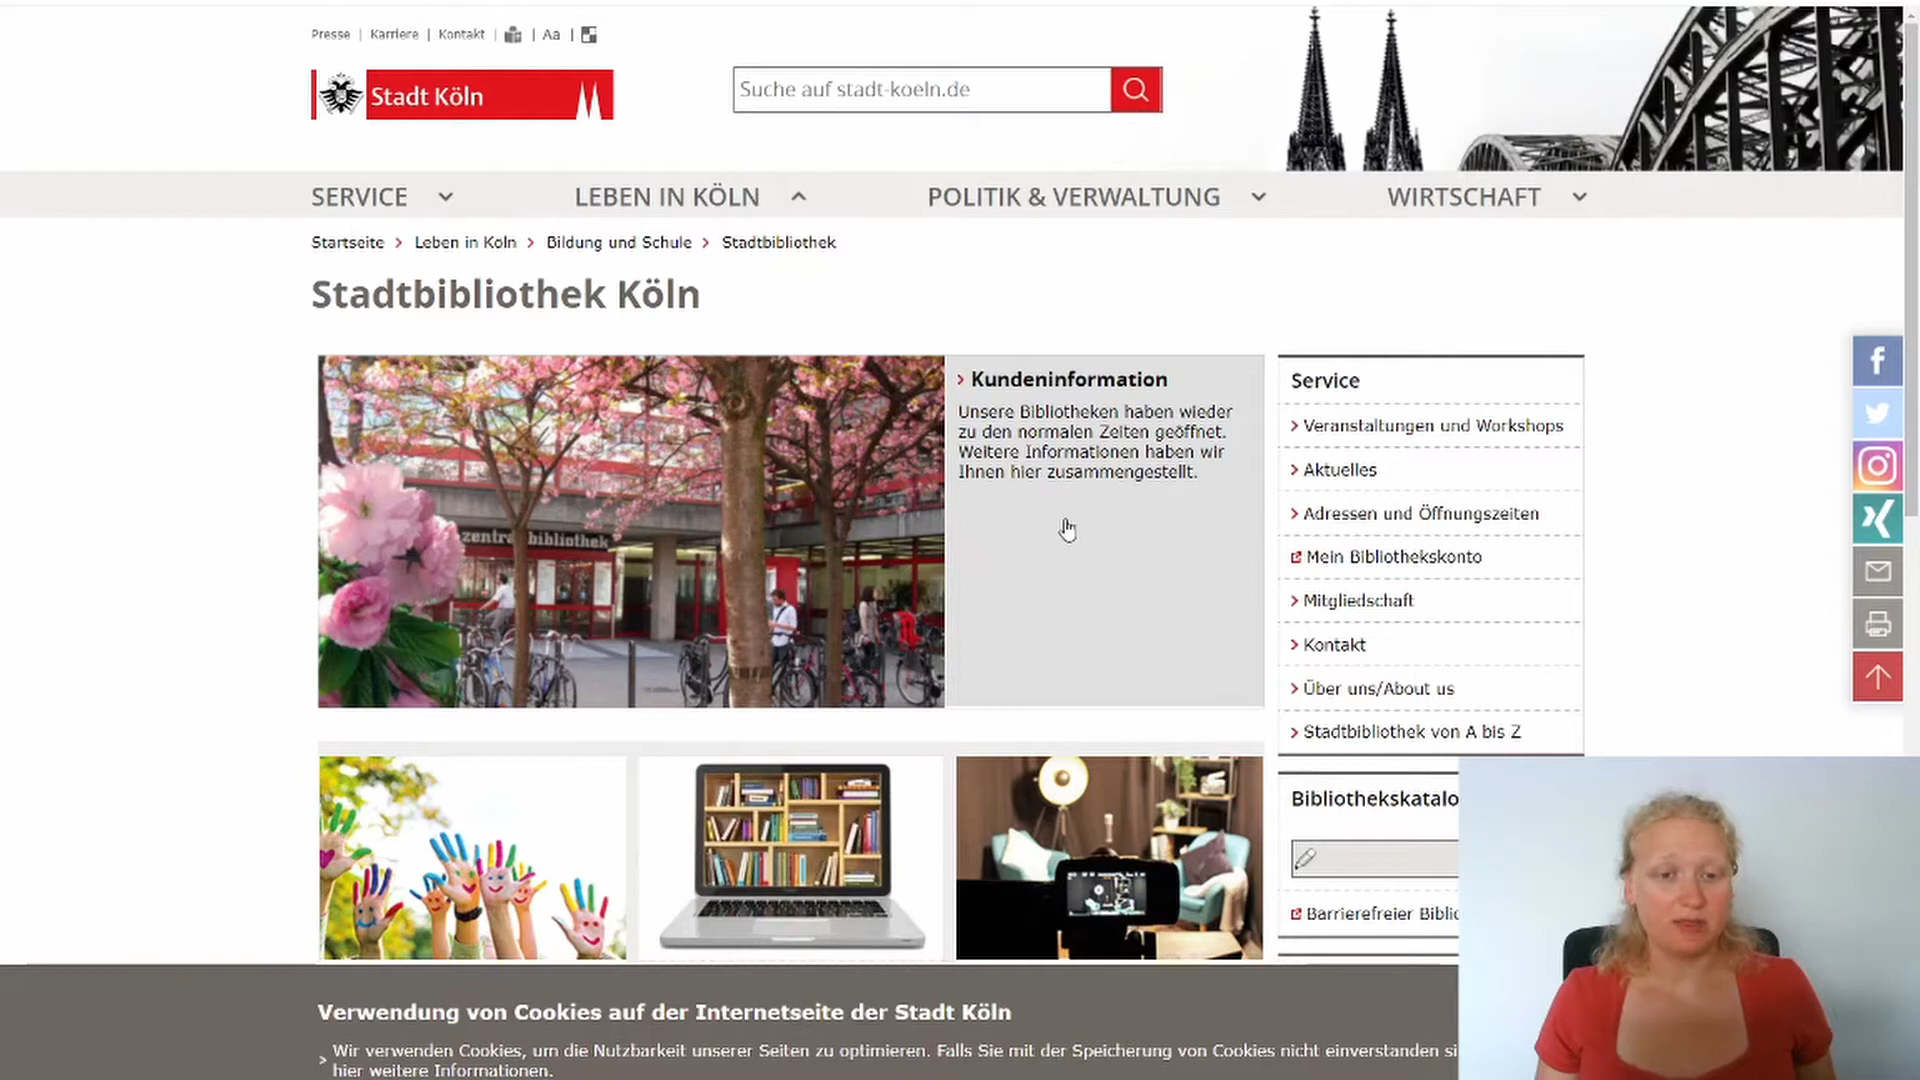 Presse | Karriere | Kontakt | | Aa |
Stadt Köln
Suche auf stadt-koeln.de
SERVICE
LEBEN IN KÖLN
POLITIK & VERWALTUNG
WIRTSCHAFT
Startseite > Leben in Köln > Bildung und Schule > Stadtbibliothek
Stadtbibliothek Köln
zentralbibliothek
> Kundeninformation
Unsere Bibliotheken haben wieder
zu den normalen Zeiten geöffnet.
Weitere Informationen haben wir
Ihnen hier zusammengestellt.
Service
> Veranstaltungen und Workshops
> Aktuelles
> Adressen und Öffnungszeiten
Mein Bibliothekskonto
> Mitgliedschaft
> Kontakt
> Über uns/About us
> Stadtbibliothek von A bis Z
Bibliothekskatalo
Barrierefreier Biblio
Verwendung von Cookies auf der Internetseite der Stadt Köln
> Wir verwenden Cookies, um die Nutzbarkeit unserer Seiten zu optimieren. Falls Sie mit der Speicherung von Cookies nicht einverstanden si
hier weitere Informationen.